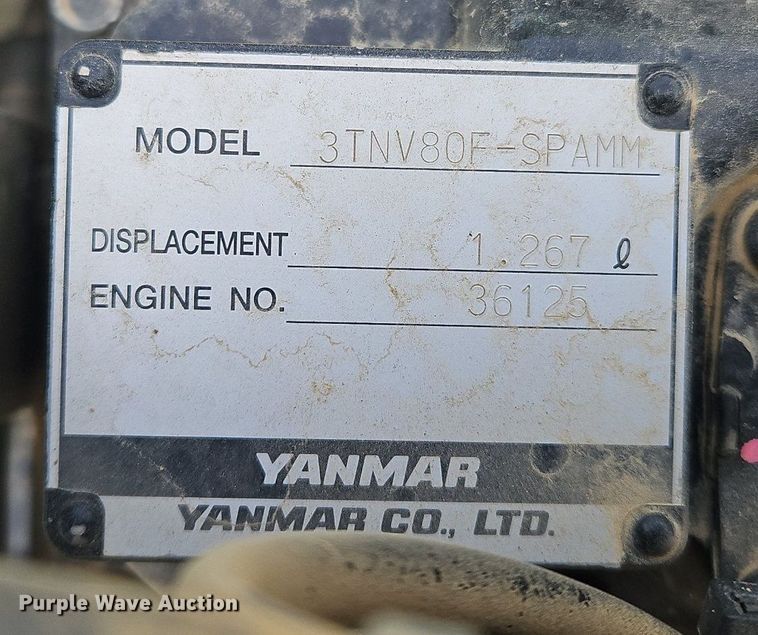 MODEL 3TNV80F-SPAMM
DISPLACEMENT 1.267 ℓ
ENGINE NO. 36125
YANMAR
YANMAR CO., LTD.
Purple Wave Auction